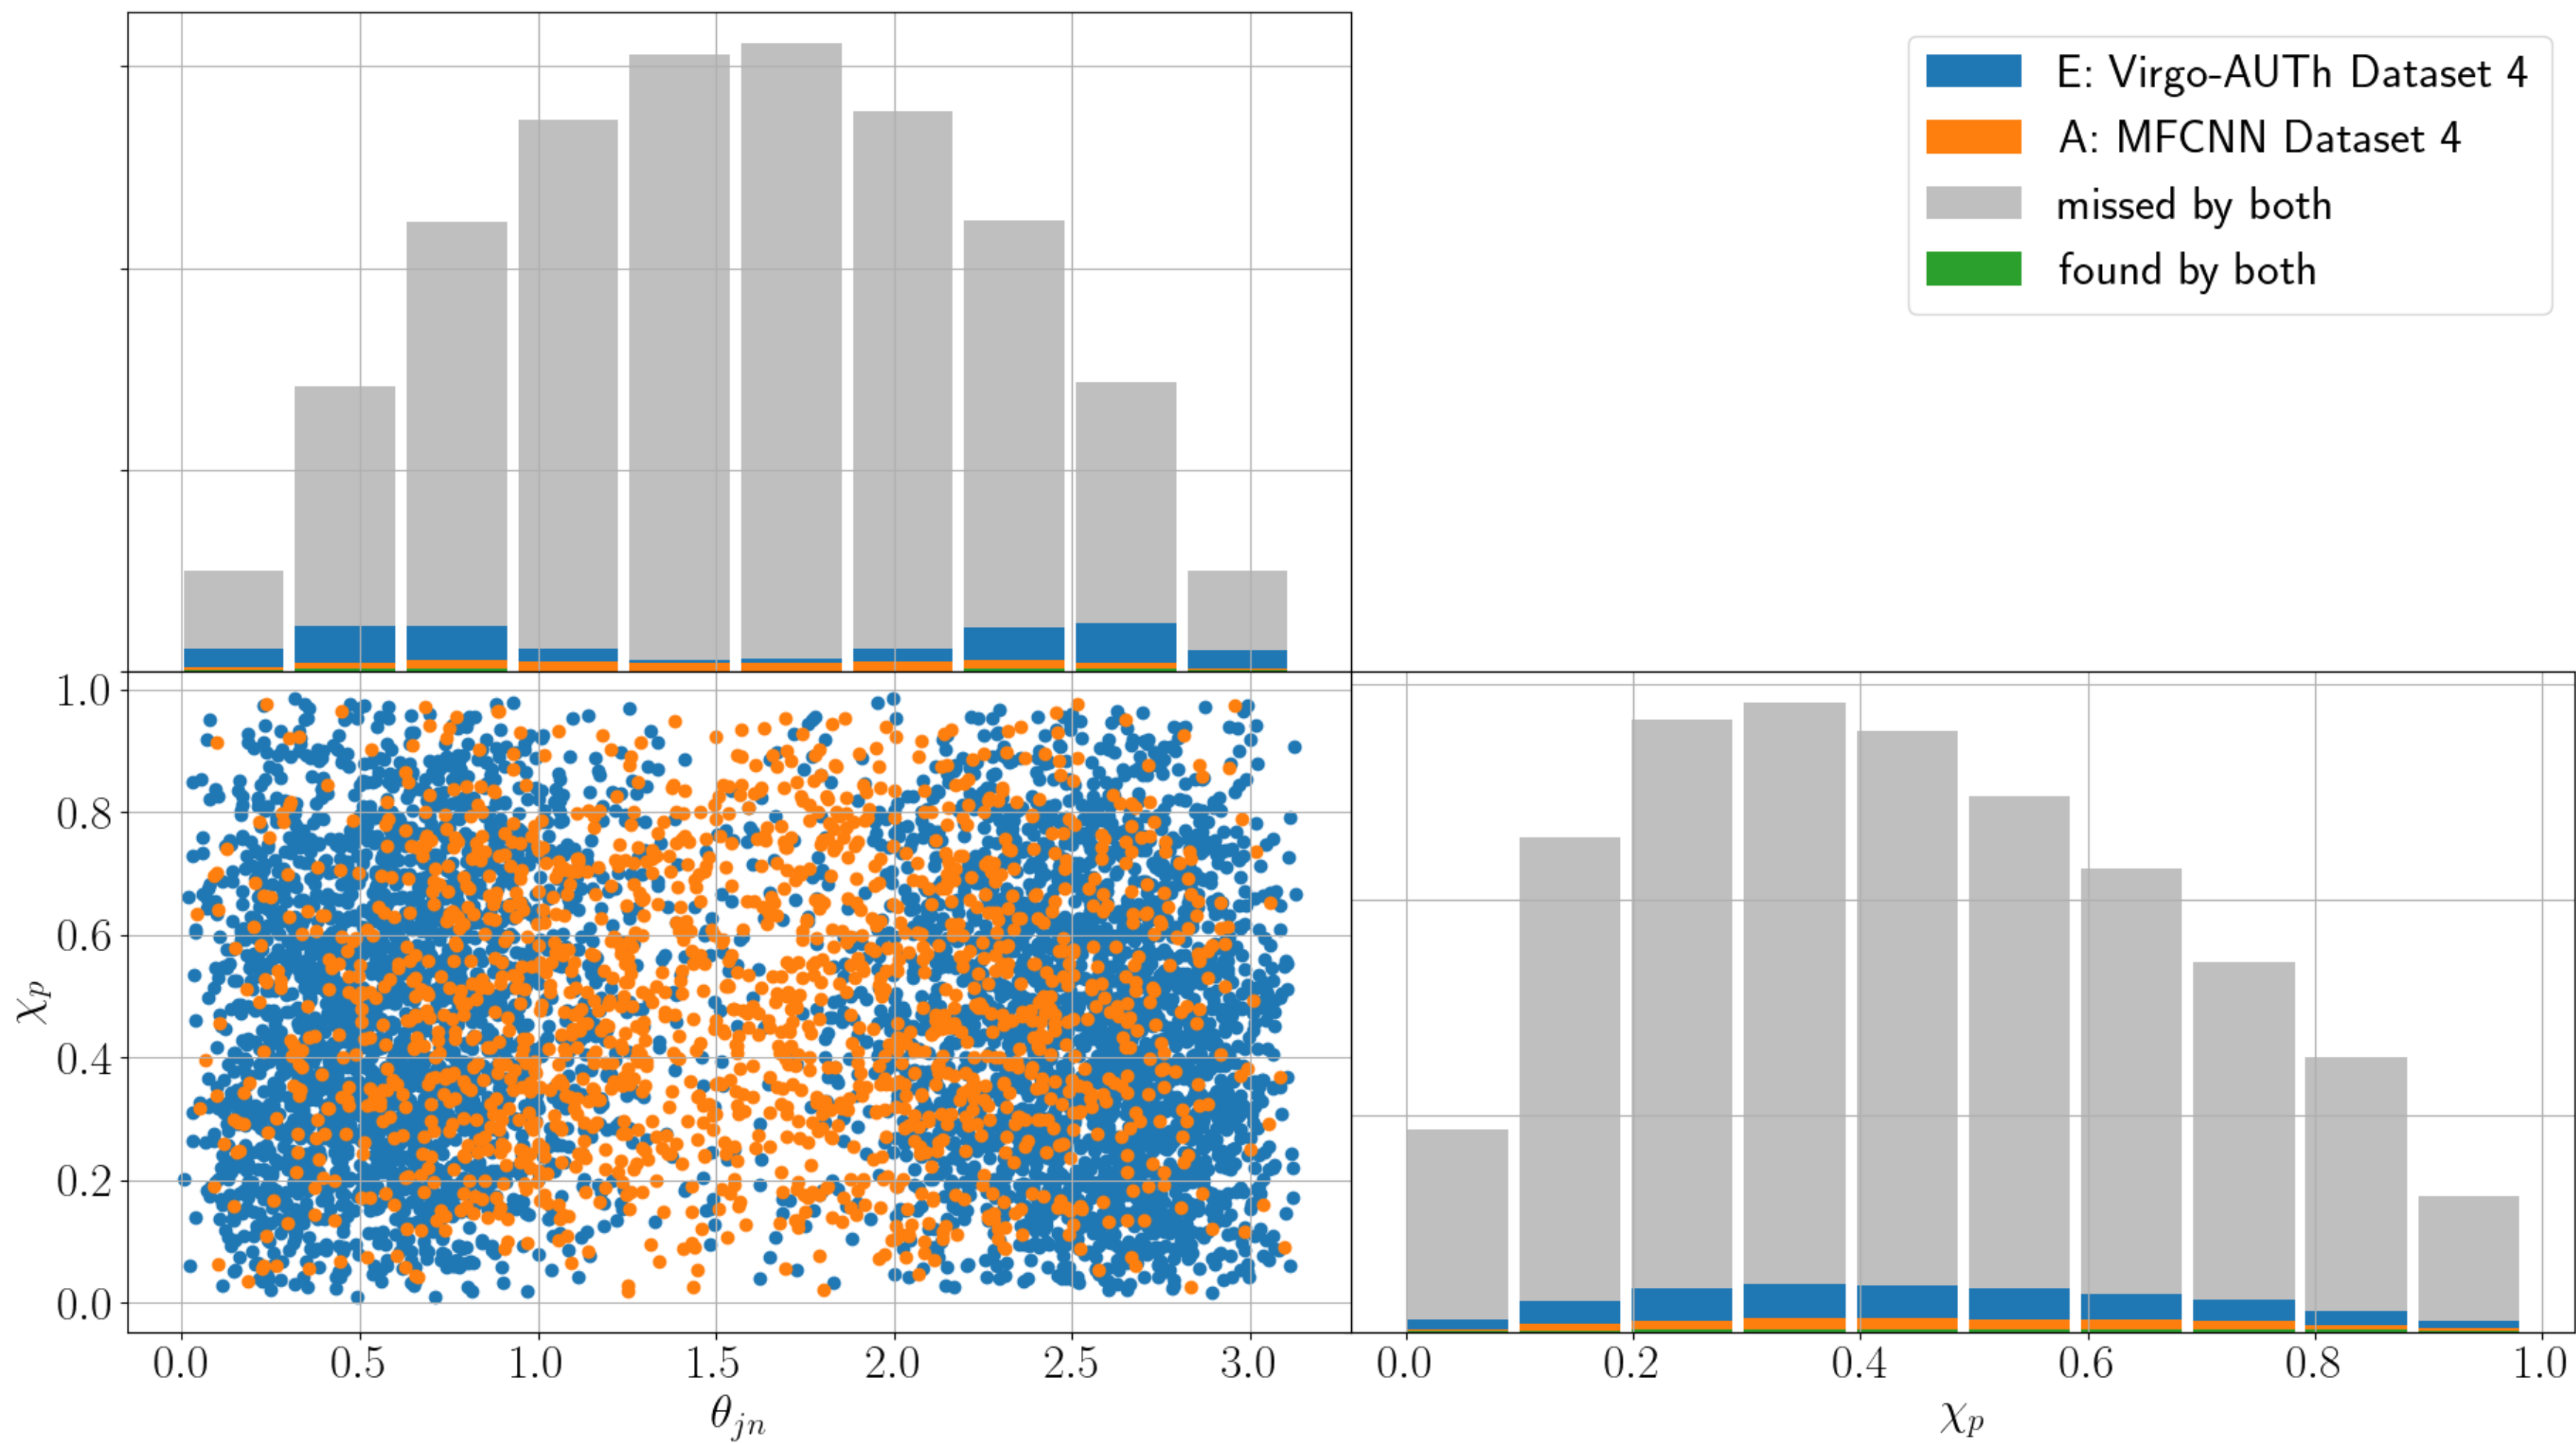 E: Virgo-AUTh Dataset 4
A: MFCNN Dataset 4
missed by both
found by both
1.0
0.8
0.6
0.4
0.2
0.0
χp
0.0 0.5 1.0 1.5 2.0 2.5 3.0
θjn
0.0 0.2 0.4 0.6 0.8 1.0
χp